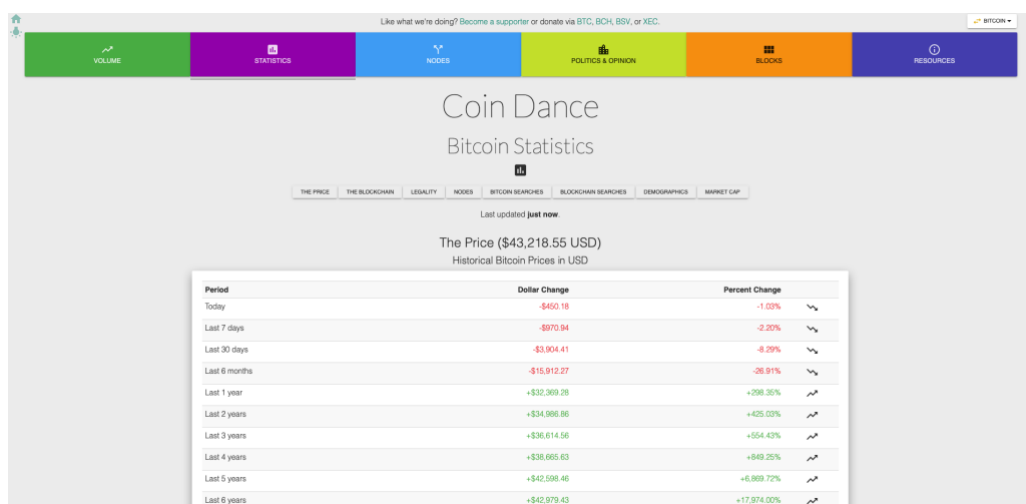 Like what we're doing? Become a supporter or donate via BTC, BCH, BSV, or XEC.
BITCOIN
VOLUME
STATISTICS
NODES
POLITICS & OPINION
BLOCKS
RESOURCES
Coin Dance
Bitcoin Statistics
THE PRICE THE BLOCKCHAIN LEGALITY NODES BITCOIN SEARCHES BLOCKCHAIN SEARCHES DEMOGRAPHICS MARKET CAP
Last updated just now.
The Price ($43,218.55 USD)
Historical Bitcoin Prices in USD
Period Dollar Change Percent Change
Today -$450.18 -1.03%
Last 7 days -$970.94 -2.20%
Last 30 days -$3,904.41 -8.29%
Last 6 months -$15,912.27 -26.91%
Last 1 year +$32,369.28 +298.35%
Last 2 years +$34,986.86 +425.03%
Last 3 years +$36,614.56 +554.43%
Last 4 years +$38,665.63 +849.25%
Last 5 years +$42,598.46 +6,869.72%
Last 6 years +$42,979.43 +17,974.00%